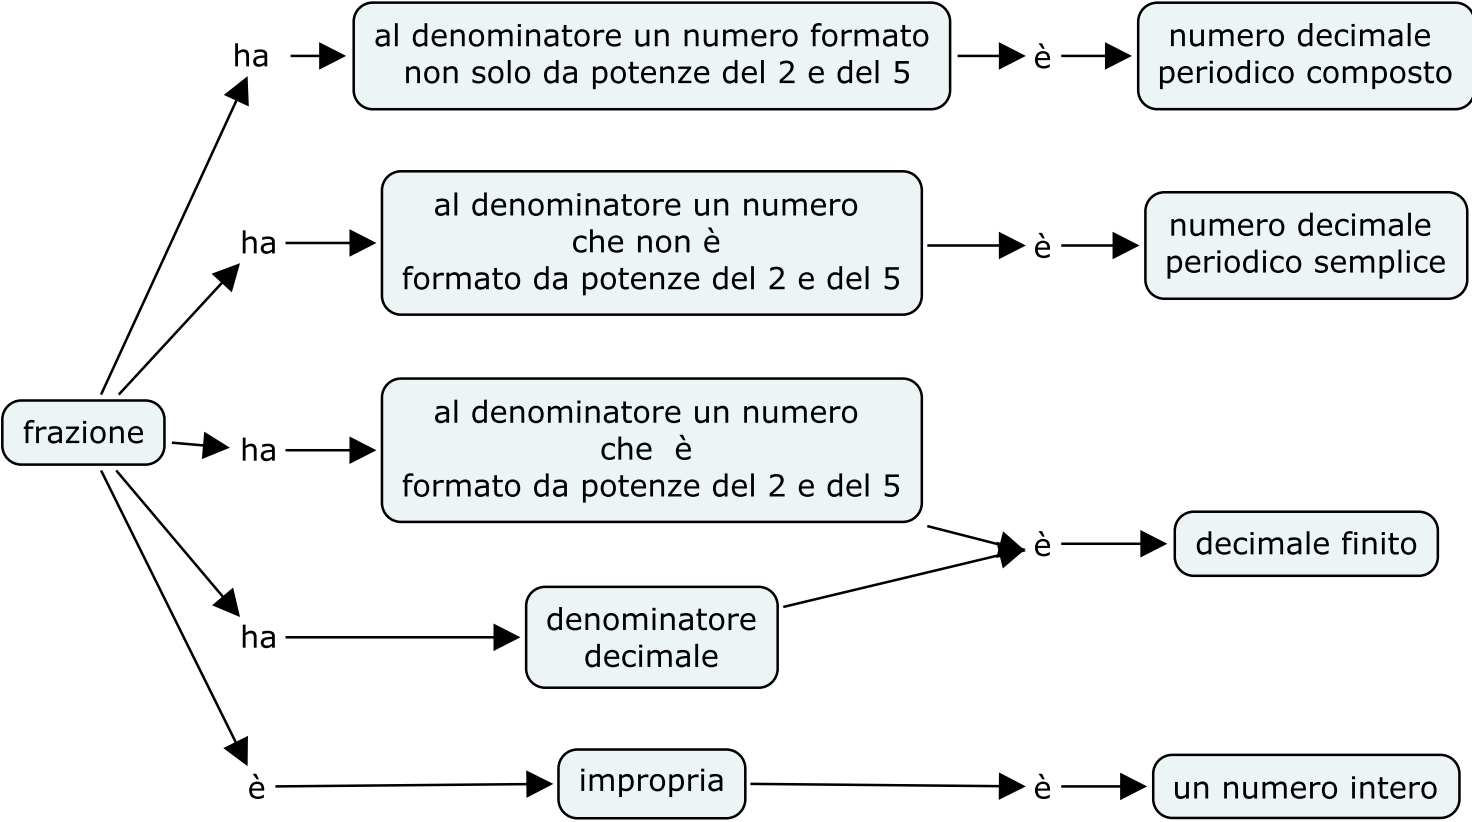 ha
al denominatore un numero formato
non solo da potenze del 2 e del 5
è
numero decimale
periodico composto
ha
al denominatore un numero
che non è
formato da potenze del 2 e del 5
è
numero decimale
periodico semplice
frazione
ha
al denominatore un numero
che è
formato da potenze del 2 e del 5
è
decimale finito
ha
denominatore
decimale
è
impropria
è
un numero intero